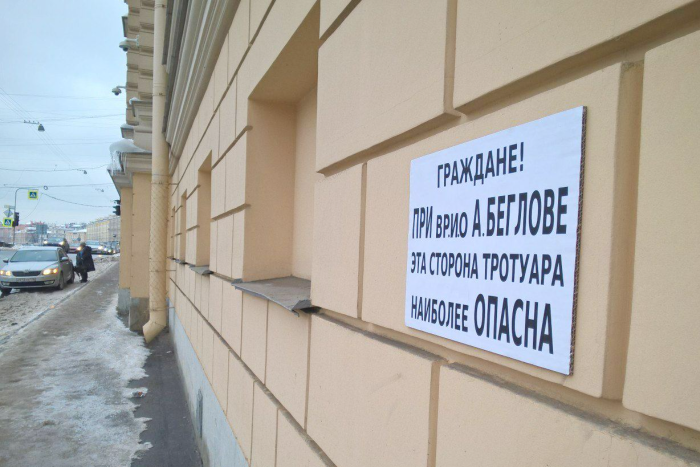 ГРАЖДАНЕ!
ПРИ ВРИО А.БЕГЛОВЕ
ЭТА СТОРОНА ТРОТУАРА
НАИБОЛЕЕ ОПАСНА